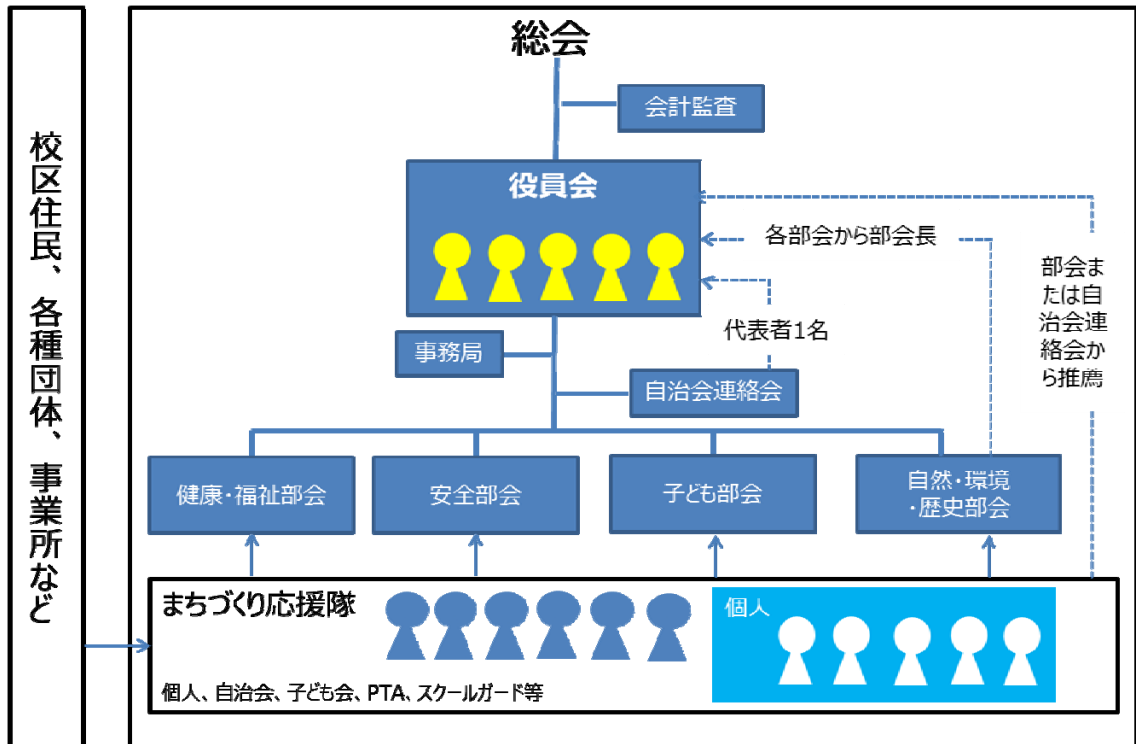 校区住民、各種団体、事業所など
総会
会計監査
役員会
各部会から部会長
部会ま
たは自
治会連
絡会か
ら推薦
代表者1名
事務局
自治会連絡会
健康・福祉部会
安全部会
子ども部会
自然・環境
・歴史部会
まちづくり応援隊
個人
個人、自治会、子ども会、PTA、スクールガード等